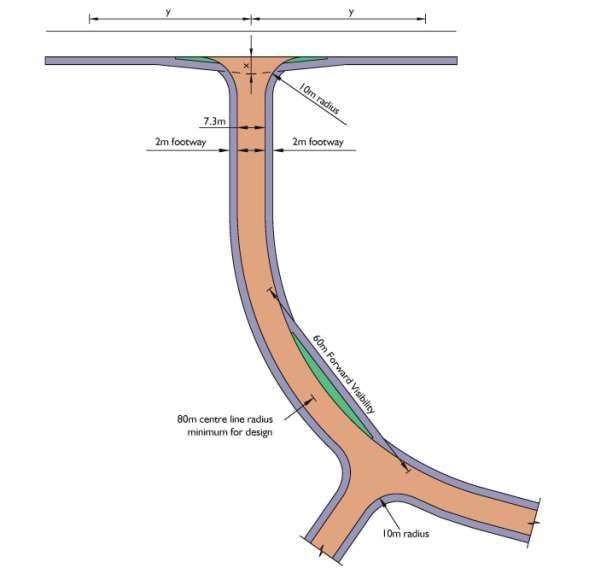 y
y
x
10m radius
7.3m
2m footway
2m footway
60m Forward Visibility
80m centre line radius
minimum for design
10m radius